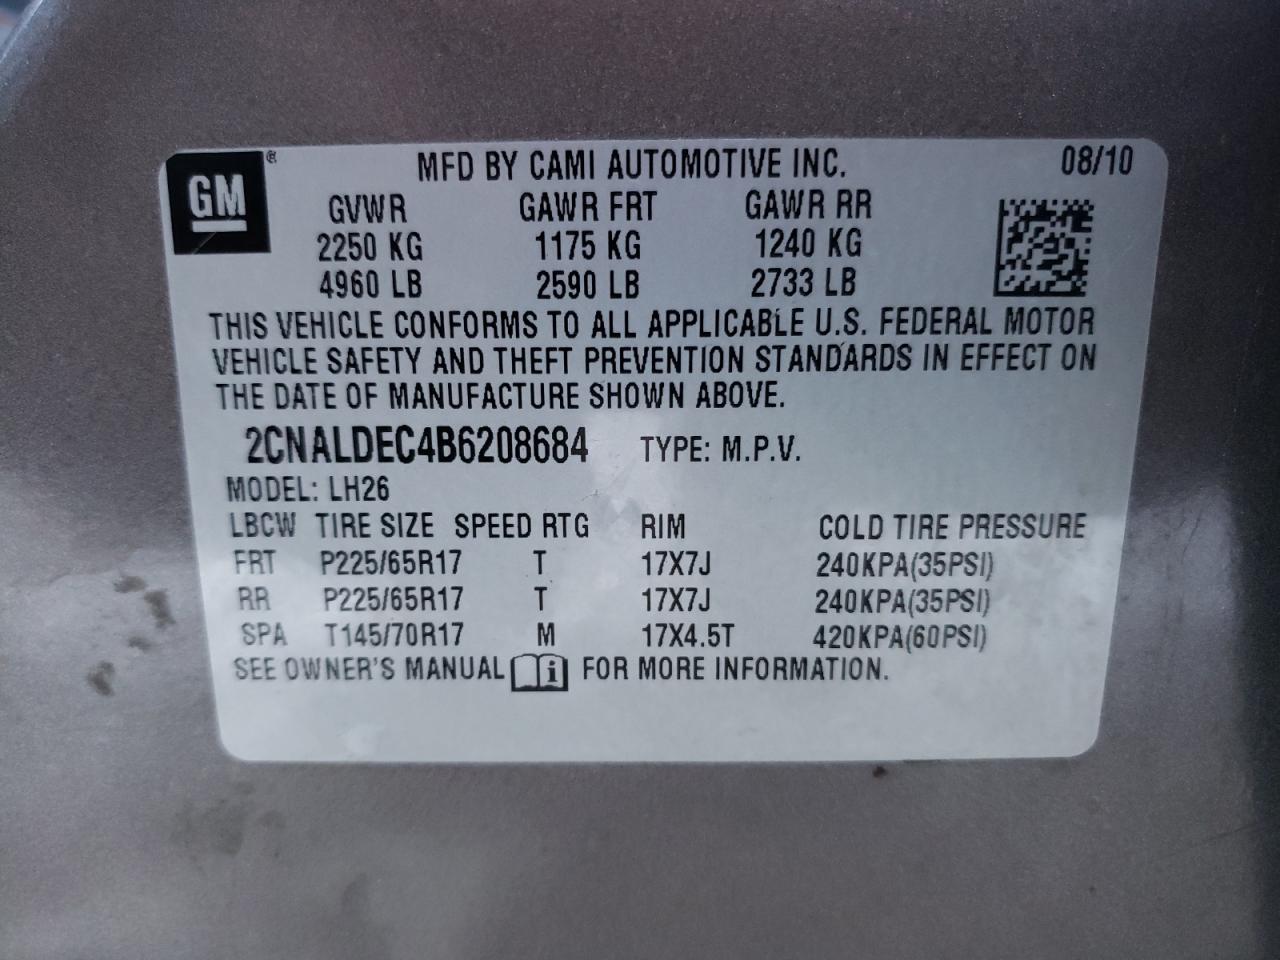 GM ® MFD BY CAMI AUTOMOTIVE INC. 08/10
GVWR GAWR FRT GAWR RR
2250 KG 1175 KG 1240 KG
4960 LB 2590 LB 2733 LB
THIS VEHICLE CONFORMS TO ALL APPLICABLE U.S. FEDERAL MOTOR
VEHICLE SAFETY AND THEFT PREVENTION STANDARDS IN EFFECT ON
THE DATE OF MANUFACTURE SHOWN ABOVE.
2CNALDEC4B6208684 TYPE: M.P.V.
MODEL: LH26
LBCW TIRE SIZE SPEED RTG RIM COLD TIRE PRESSURE
FRT P225/65R17 T 17X7J 240KPA(35PSI)
RR P225/65R17 T 17X7J 240KPA(35PSI)
SPA T145/70R17 M 17X4.5T 420KPA(60PSI)
SEE OWNER'S MANUAL i FOR MORE INFORMATION.